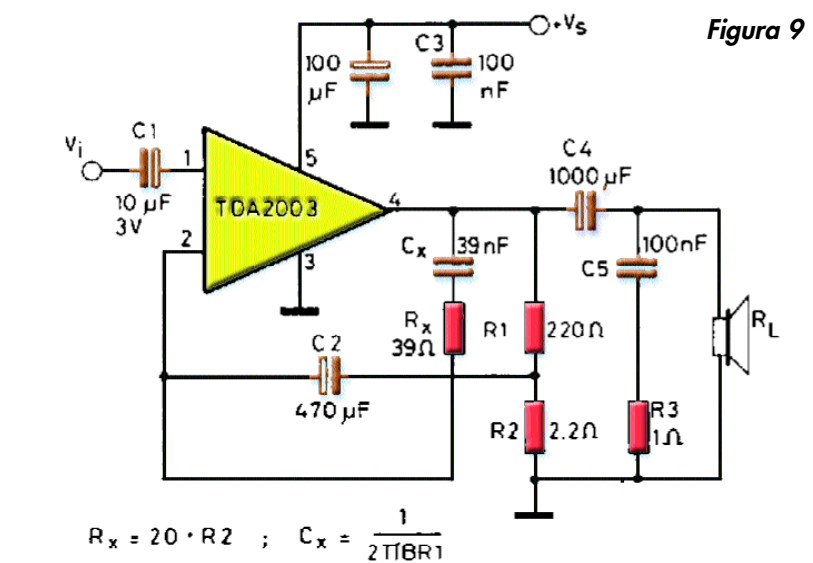 Figura 9
+Vs
C3
100 µF
100 nF
Vi
C1
10 µF
3V
1
5
TDA2003
4
2
3
C4
1000 µF
Cx
39nF
100nF
C5
Rx
39Ω
R1
220Ω
RL
C2
470 µF
R2
2.2Ω
R3
1Ω
Rx = 20 · R2 ; Cx = 1 / 2πBR1